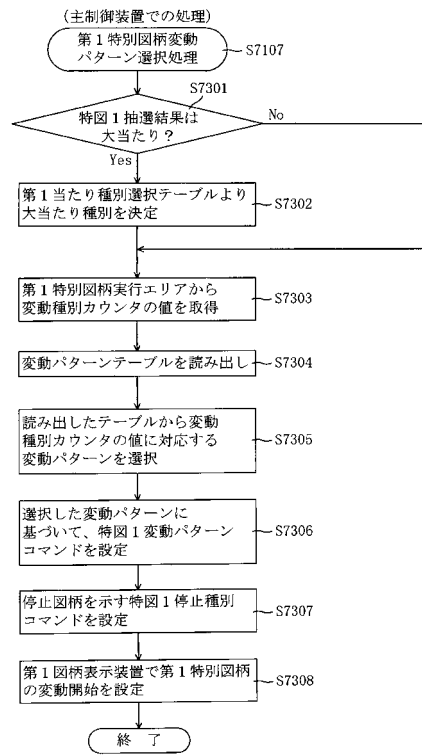 (主制御装置での処理)
第１特別図柄変動
パターン選択処理
S7107
S7301
特図１抽選結果は
大当たり？
No
Yes
第１当たり種別選択テーブルより
大当たり種別を決定
S7302
第１特別図柄実行エリアから
変動種別カウンタの値を取得
S7303
変動パターンテーブルを読み出し
S7304
読み出したテーブルから変動
種別カウンタの値に対応する
変動パターンを選択
S7305
選択した変動パターンに
基づいて、特図１変動パターン
コマンドを設定
S7306
停止図柄を示す特図１停止種別
コマンドを設定
S7307
第１図柄表示装置で第１特別図柄
の変動開始を設定
S7308
終　了